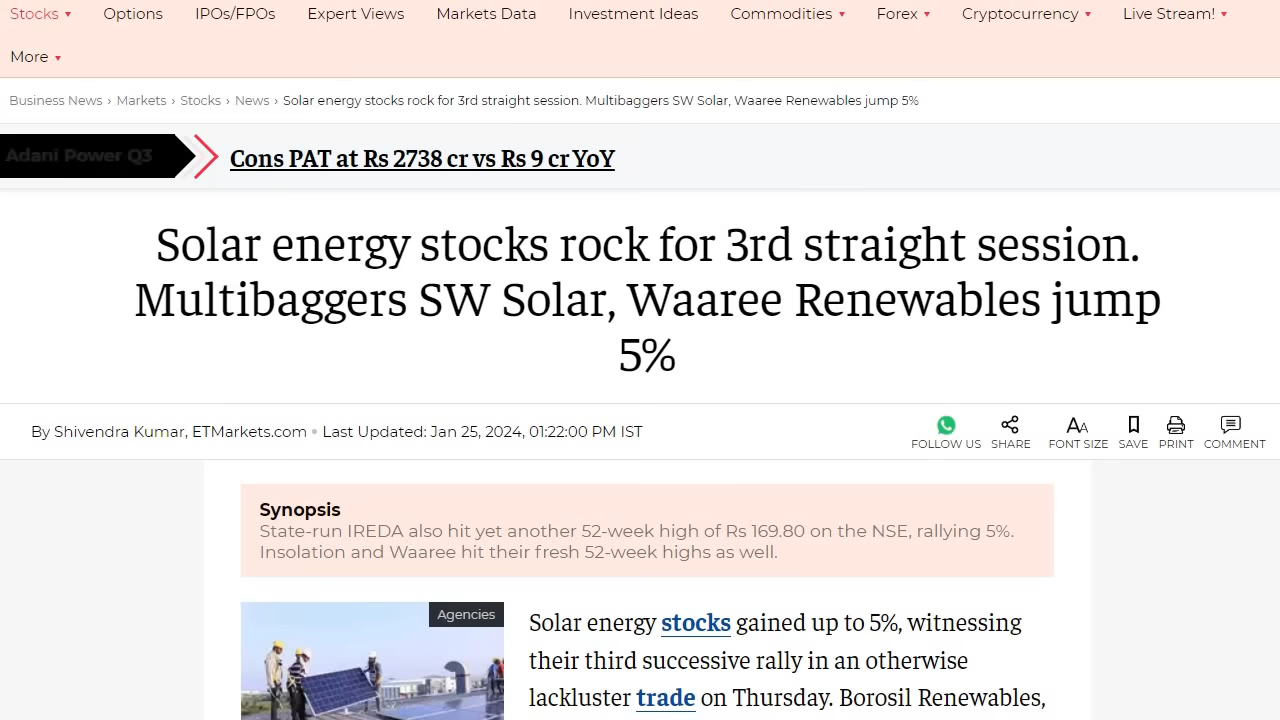 Stocks Options IPOs/FPOs Expert Views Markets Data Investment Ideas Commodities Forex Cryptocurrency Live Stream!
More
Business News › Markets › Stocks › News › Solar energy stocks rock for 3rd straight session. Multibaggers SW Solar, Waaree Renewables jump 5%
Adani Power Q3
Cons PAT at Rs 2738 cr vs Rs 9 cr YoY
Solar energy stocks rock for 3rd straight session.
Multibaggers SW Solar, Waaree Renewables jump
5%
By Shivendra Kumar, ETMarkets.com • Last Updated: Jan 25, 2024, 01:22:00 PM IST
FOLLOW US SHARE FONT SIZE SAVE PRINT COMMENT
Synopsis
State-run IREDA also hit yet another 52-week high of Rs 169.80 on the NSE, rallying 5%.
Insolation and Waaree hit their fresh 52-week highs as well.
Agencies
Solar energy stocks gained up to 5%, witnessing
their third successive rally in an otherwise
lackluster trade on Thursday. Borosil Renewables,